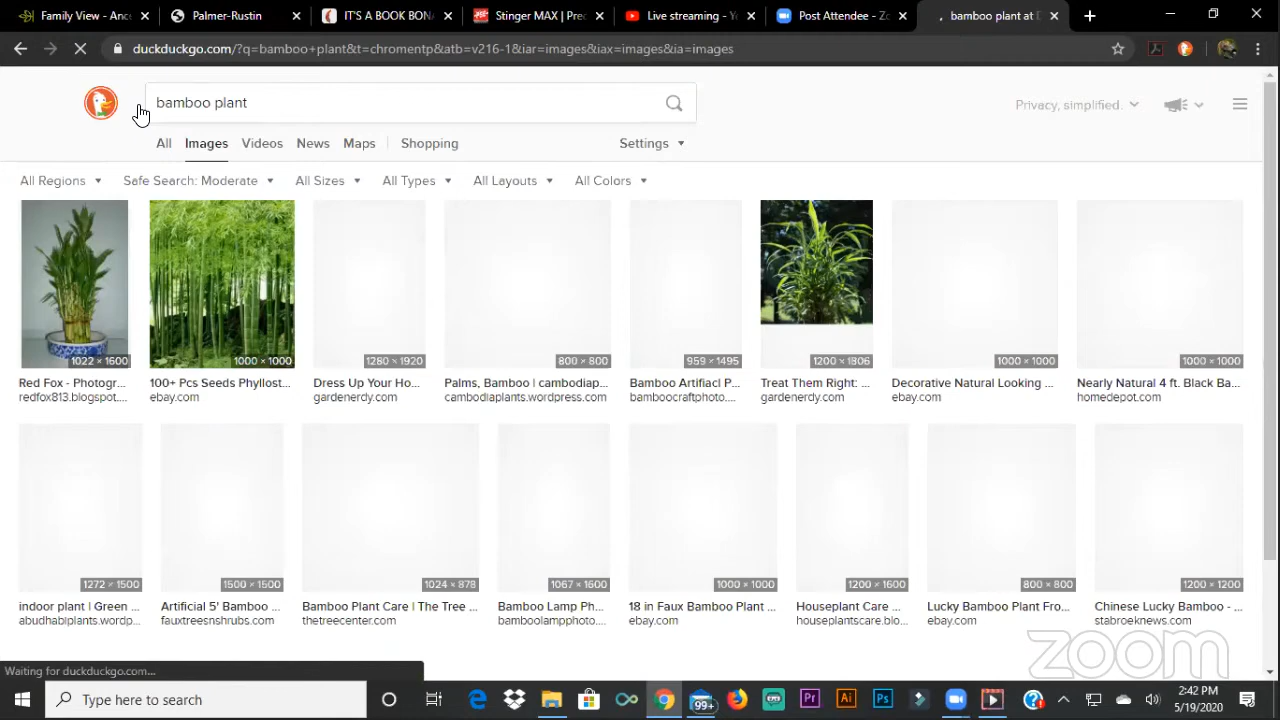 Family View - Ance
Palmer-Rustin
IT'S A BOOK BONA
Stinger MAX | Prec
Live streaming - Yo
Post Attendee - Zo
bamboo plant at D
duckduckgo.com/?q=bamboo+plant&t=chromentp&atb=v216-1&iar=images&iax=images&ia=images
bamboo plant
Privacy, simplified.
All Images Videos News Maps Shopping Settings
All Regions Safe Search: Moderate All Sizes All Types All Layouts All Colors
1022 × 1600 1000 × 1000 1280 × 1920 800 × 800 959 × 1495 1200 × 1806 1000 × 1000 1000 × 1000
Red Fox - Photogr... 100+ Pcs Seeds Phyllost... Dress Up Your Ho... Palms, Bamboo | cambodiap... Bamboo Artifiacl P... Treat Them Right: ... Decorative Natural Looking ... Nearly Natural 4 ft. Black Ba...
redfox813.blogspot.... ebay.com gardenerdy.com cambodiaplants.wordpress.com bamboocraftphoto.... gardenerdy.com ebay.com homedepot.com
1272 × 1500 1500 × 1500 1024 × 878 1067 × 1600 1000 × 1000 1200 × 1600 800 × 800 1200 × 1200
indoor plant | Green ... Artificial 5' Bamboo ... Bamboo Plant Care | The Tree ... Bamboo Lamp Ph... 18 in Faux Bamboo Plant ... Houseplant Care ... Lucky Bamboo Plant Fro... Chinese Lucky Bamboo - ...
abudhabiplants.wordp... fauxtreesnshrubs.com thetreecenter.com bamboolampphoto.... ebay.com houseplantscare.blo... ebay.com stabroeknews.com
zoom
Waiting for duckduckgo.com...
Type here to search
99+
Pr Ai Ps
2:42 PM
5/19/2020